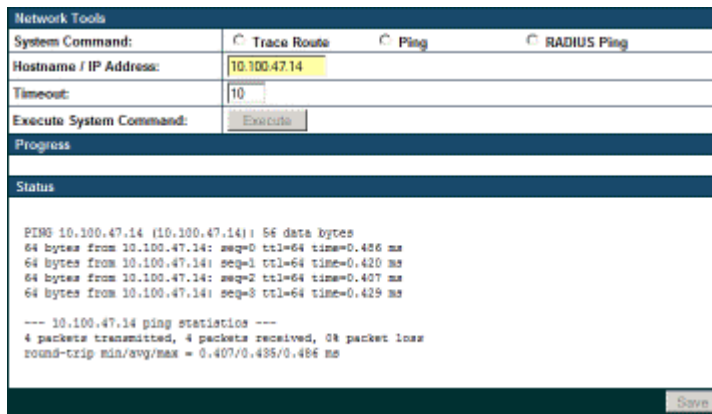 Network Tools
System Command: Trace Route Ping RADIUS Ping
Hostname / IP Address: 10.100.47.14
Timeout: 10
Execute System Command: Execute
Progress
Status
PING 10.100.47.14 (10.100.47.14): 56 data bytes
64 bytes from 10.100.47.14: seq=0 ttl=64 time=0.486 ms
64 bytes from 10.100.47.14: seq=1 ttl=64 time=0.420 ms
64 bytes from 10.100.47.14: seq=2 ttl=64 time=0.407 ms
64 bytes from 10.100.47.14: seq=3 ttl=64 time=0.429 ms
--- 10.100.47.14 ping statistics ---
4 packets transmitted, 4 packets received, 0% packet loss
round-trip min/avg/max = 0.407/0.435/0.486 ms
Save